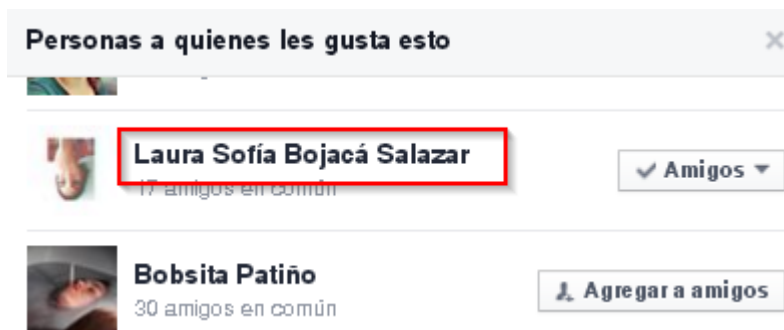 Personas a quienes les gusta esto
Laura Sofía Bojacá Salazar
17 amigos en común
Amigos
Bobsita Patiño
30 amigos en común
Agregar a amigos